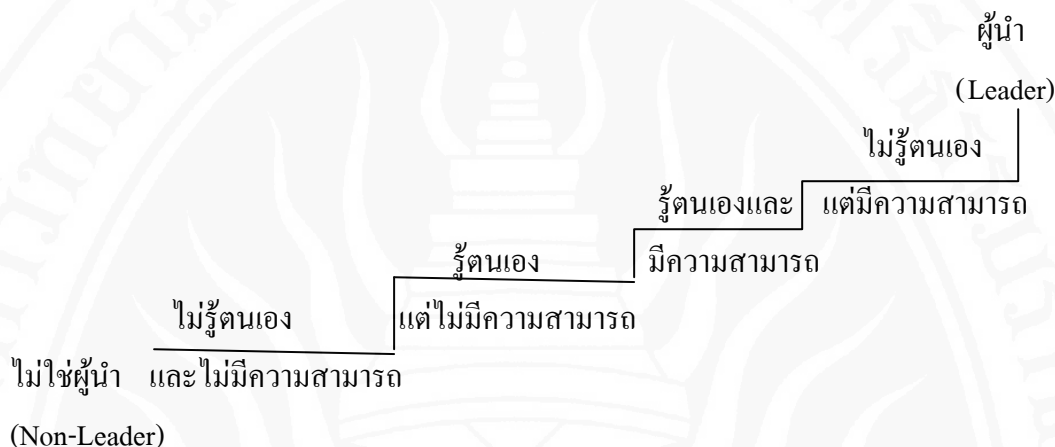 ผู้นำ
(Leader)
ไม่รู้ตนเอง
แต่มีความสามารถ
รู้ตนเองและ
มีความสามารถ
รู้ตนเอง
แต่ไม่มีความสามารถ
ไม่รู้ตนเอง
และไม่มีความสามารถ
ไม่ใช่ผู้นำ
(Non-Leader)